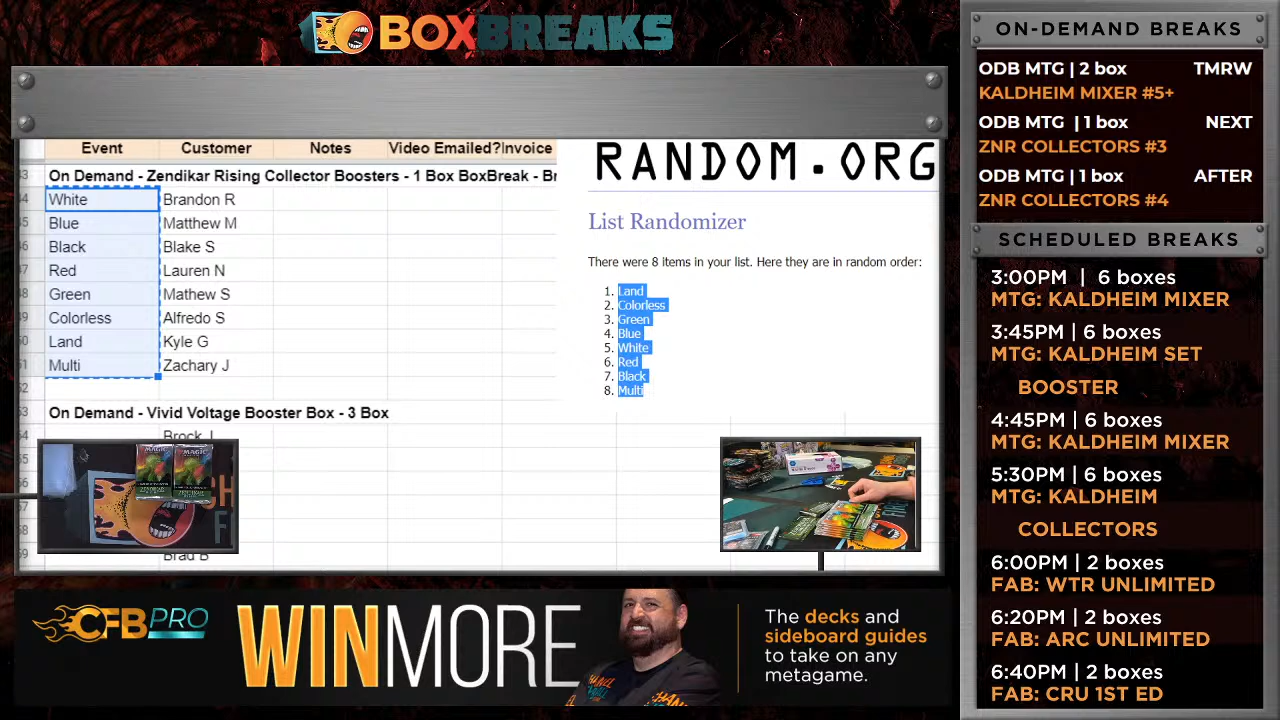 BOXBREAKS
Event Customer Notes Video Emailed? Invoice
On Demand - Zendikar Rising Collector Boosters - 1 Box BoxBreak - Br
White Brandon R
Blue Matthew M
Black Blake S
Red Lauren N
Green Mathew S
Colorless Alfredo S
Land Kyle G
Multi Zachary J
On Demand - Vivid Voltage Booster Box - 3 Box
RANDOM.ORG
List Randomizer
There were 8 items in your list. Here they are in random order:
1. Land
2. Colorless
3. Green
4. Blue
5. White
6. Red
7. Black
8. Multi
MAGIC MAGIC
CFBPRO
WINMORE
The decks and
sideboard guides
to take on any
metagame.
ON-DEMAND BREAKS
ODB MTG | 2 box TMRW
KALDHEIM MIXER #5+
ODB MTG | 1 box NEXT
ZNR COLLECTORS #3
ODB MTG | 1 box AFTER
ZNR COLLECTORS #4
SCHEDULED BREAKS
3:00PM | 6 boxes
MTG: KALDHEIM MIXER
3:45PM | 6 boxes
MTG: KALDHEIM SET
BOOSTER
4:45PM | 6 boxes
MTG: KALDHEIM MIXER
5:30PM | 6 boxes
MTG: KALDHEIM
COLLECTORS
6:00PM | 2 boxes
FAB: WTR UNLIMITED
6:20PM | 2 boxes
FAB: ARC UNLIMITED
6:40PM | 2 boxes
FAB: CRU 1ST ED